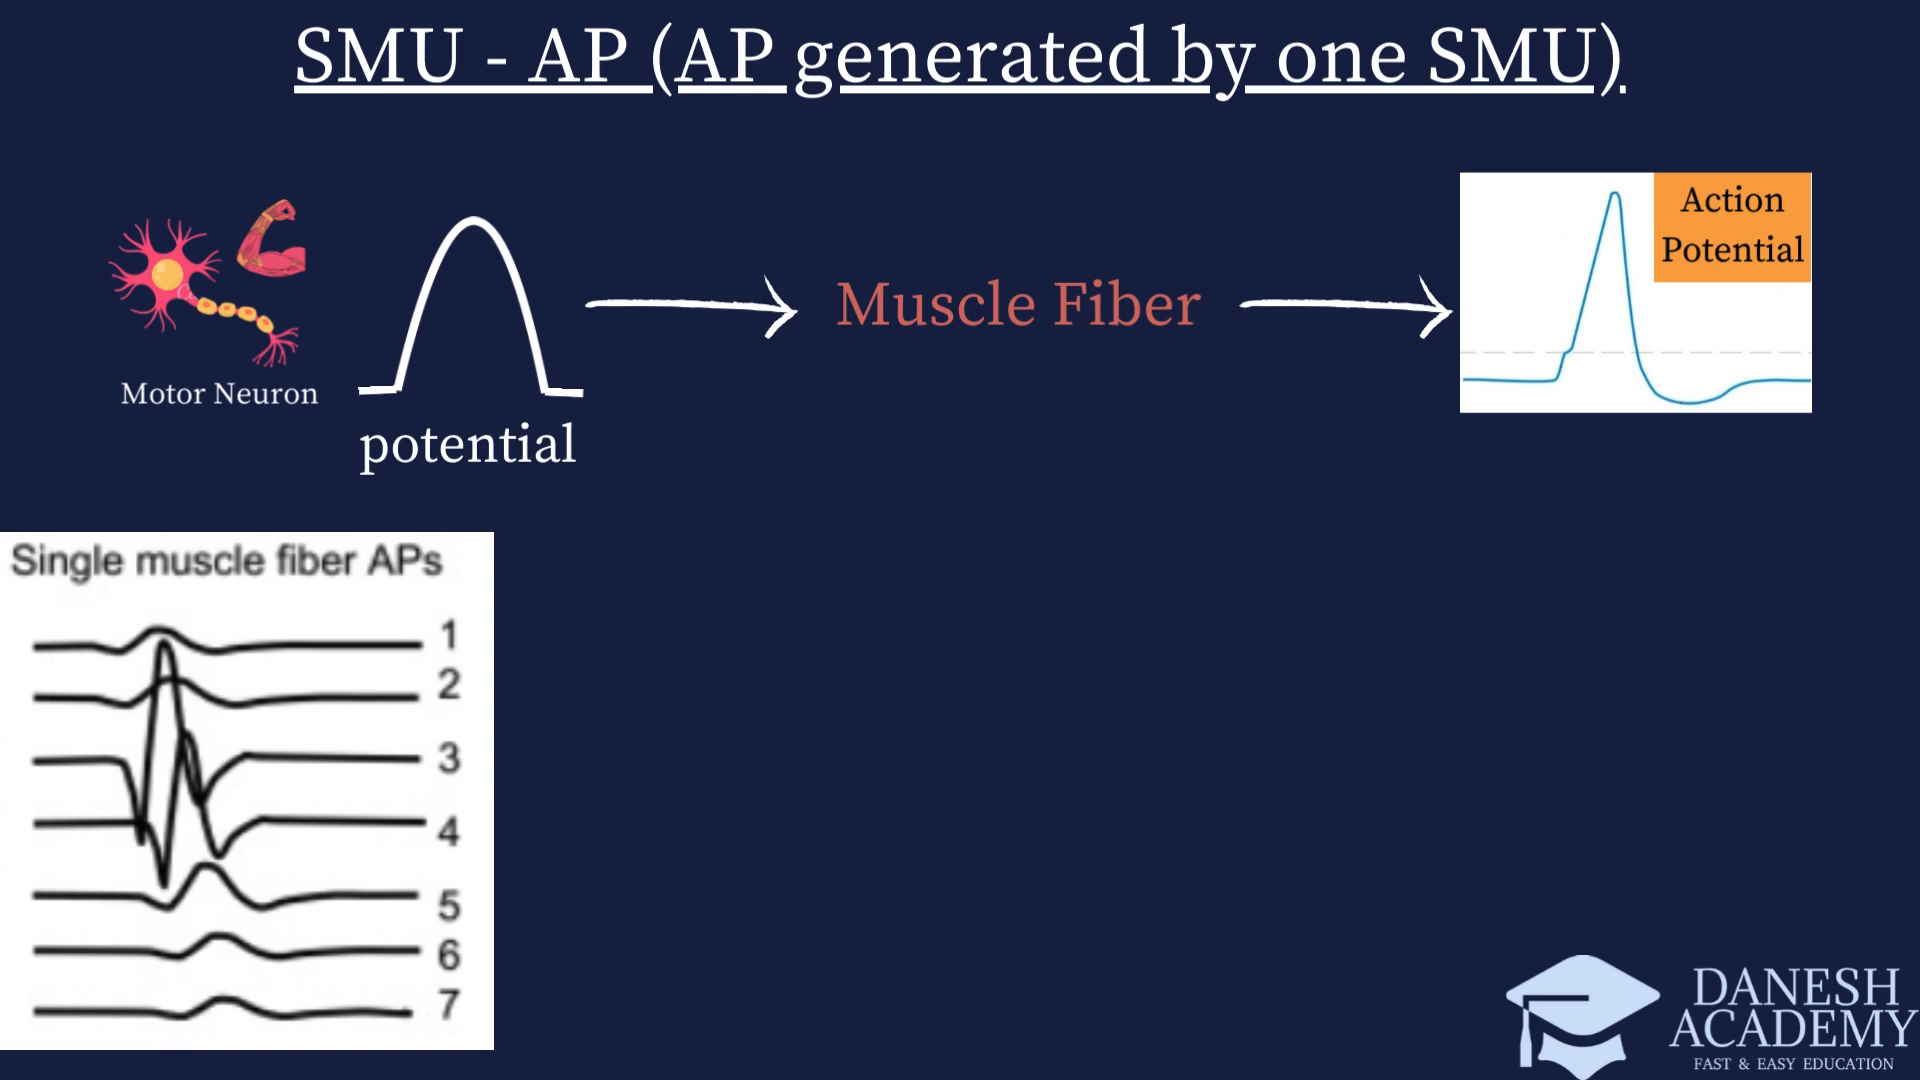 SMU - AP (AP generated by one SMU).
Action
Potential
Muscle Fiber
Motor Neuron
potential
Single muscle fiber APs
1
2
3
4
5
6
7
DANESH
ACADEMY
FAST & EASY EDUCATION